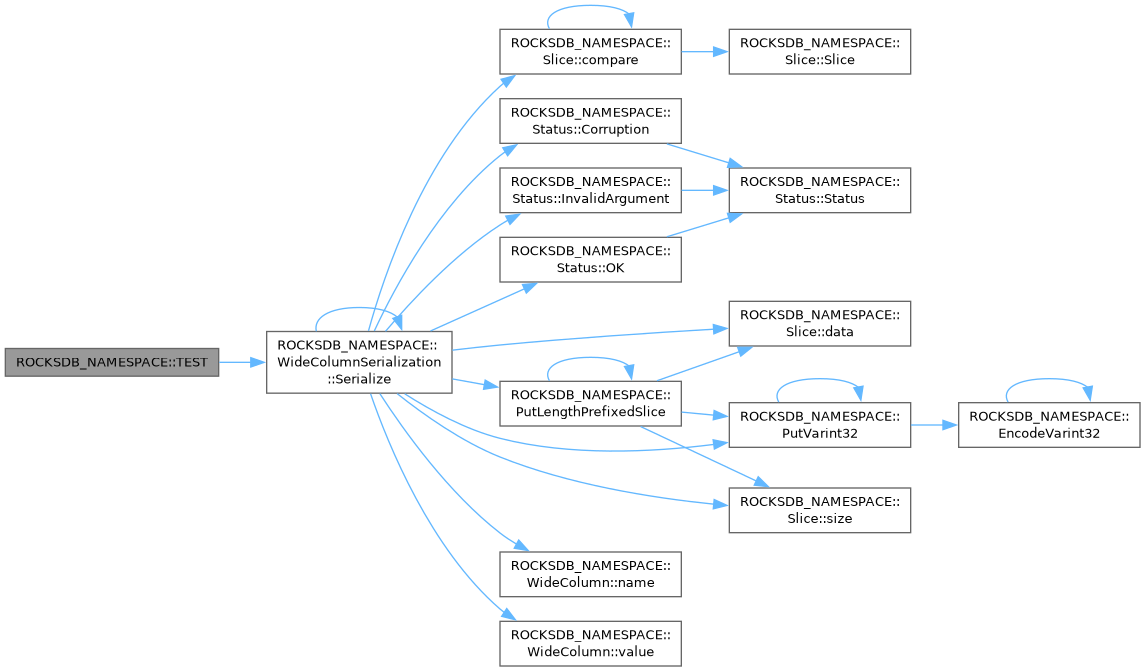 ROCKSDB_NAMESPACE::TEST
ROCKSDB_NAMESPACE::
WideColumnSerialization
::Serialize
ROCKSDB_NAMESPACE::
Slice::compare
ROCKSDB_NAMESPACE::
Slice::Slice
ROCKSDB_NAMESPACE::
Status::Corruption
ROCKSDB_NAMESPACE::
Status::InvalidArgument
ROCKSDB_NAMESPACE::
Status::Status
ROCKSDB_NAMESPACE::
Status::OK
ROCKSDB_NAMESPACE::
Slice::data
ROCKSDB_NAMESPACE::
PutLengthPrefixedSlice
ROCKSDB_NAMESPACE::
PutVarint32
ROCKSDB_NAMESPACE::
EncodeVarint32
ROCKSDB_NAMESPACE::
Slice::size
ROCKSDB_NAMESPACE::
WideColumn::name
ROCKSDB_NAMESPACE::
WideColumn::value